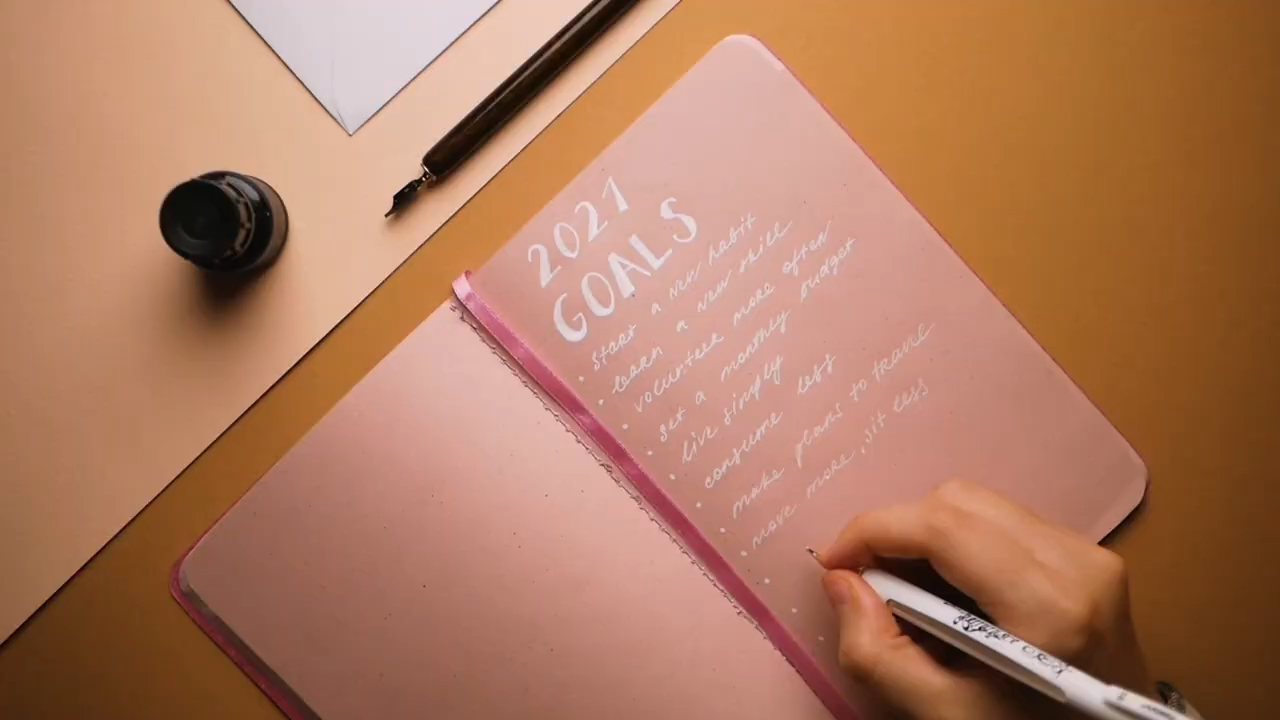 2021
GOALS
• start a new habit
• learn a new skill
• volunteer more often
• set a monthly budget
• live simply
• consume less
• make plans to travel
• move more, sit less